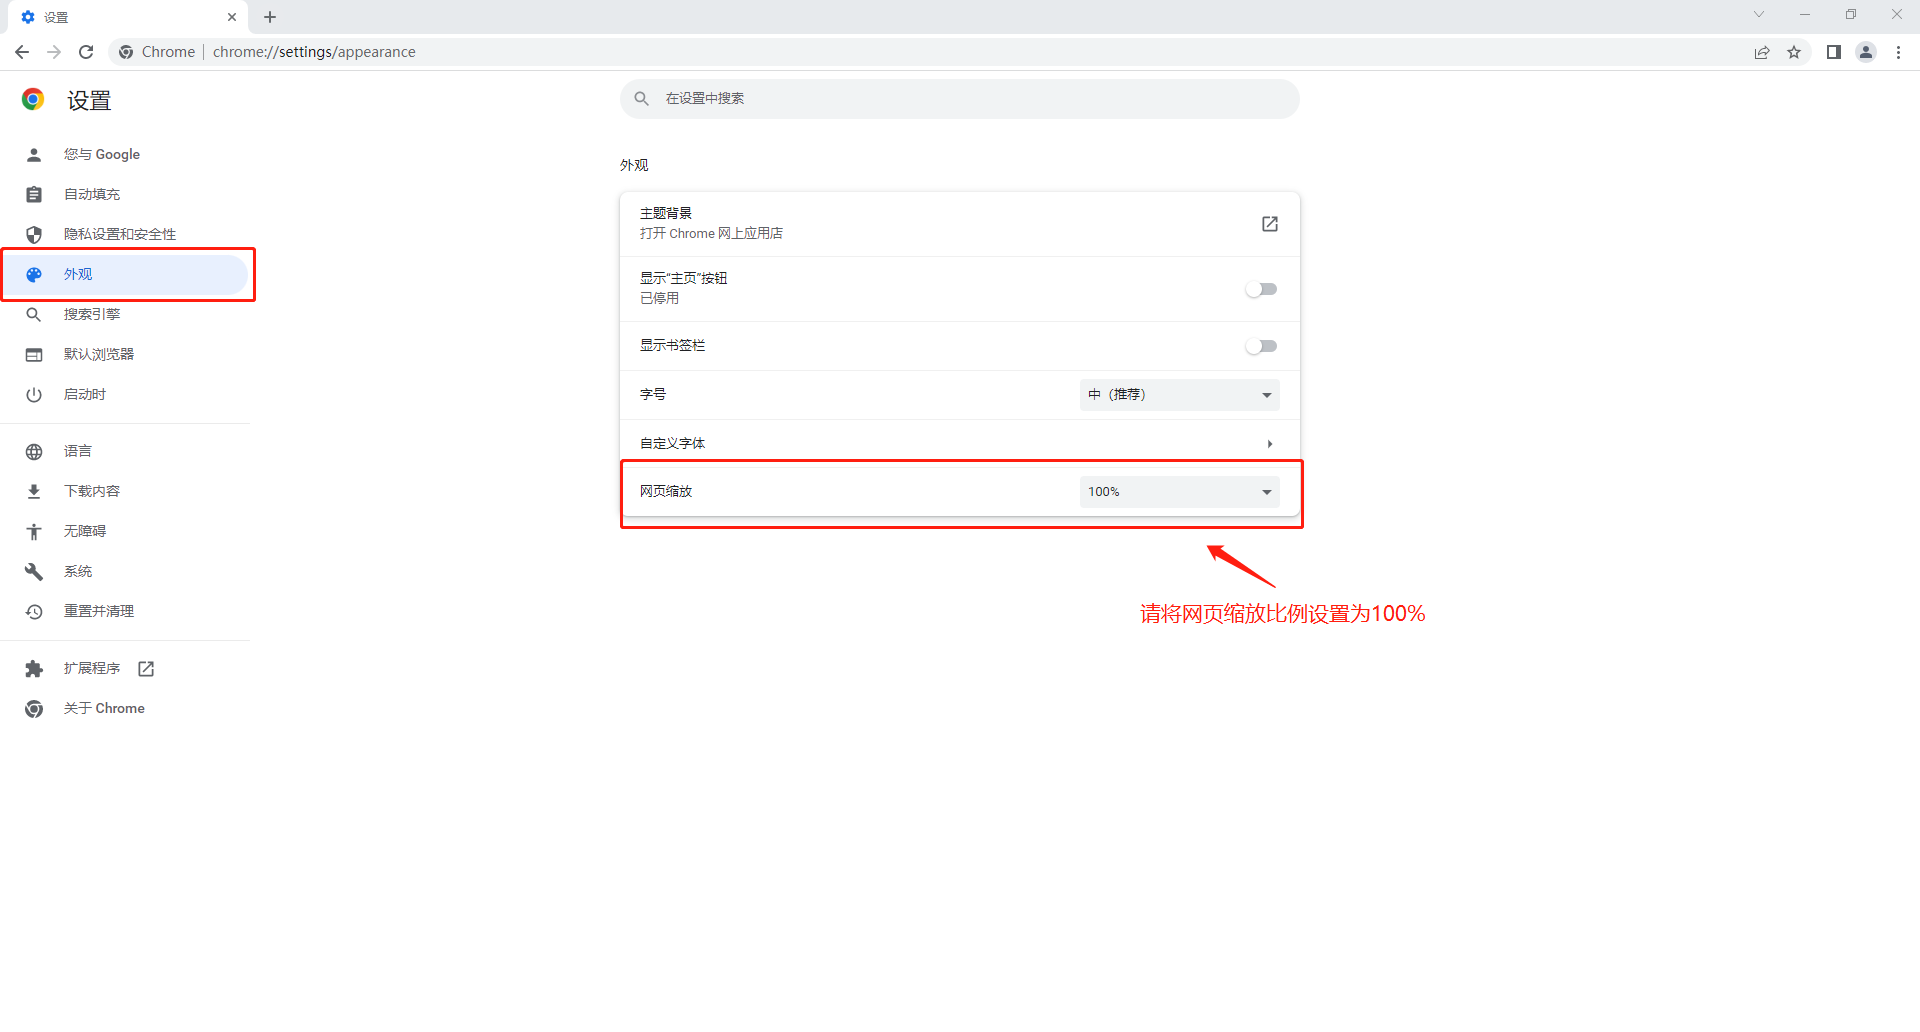 设置
Chrome | chrome://settings/appearance
设置
在设置中搜索
您与 Google
自动填充
隐私设置和安全性
外观
搜索引擎
默认浏览器
启动时
语言
下载内容
无障碍
系统
重置并清理
扩展程序
关于 Chrome
外观
主题背景
打开 Chrome 网上应用店
显示“主页”按钮
已停用
显示书签栏
字号 中（推荐）
自定义字体
网页缩放 100%
请将网页缩放比例设置为100%